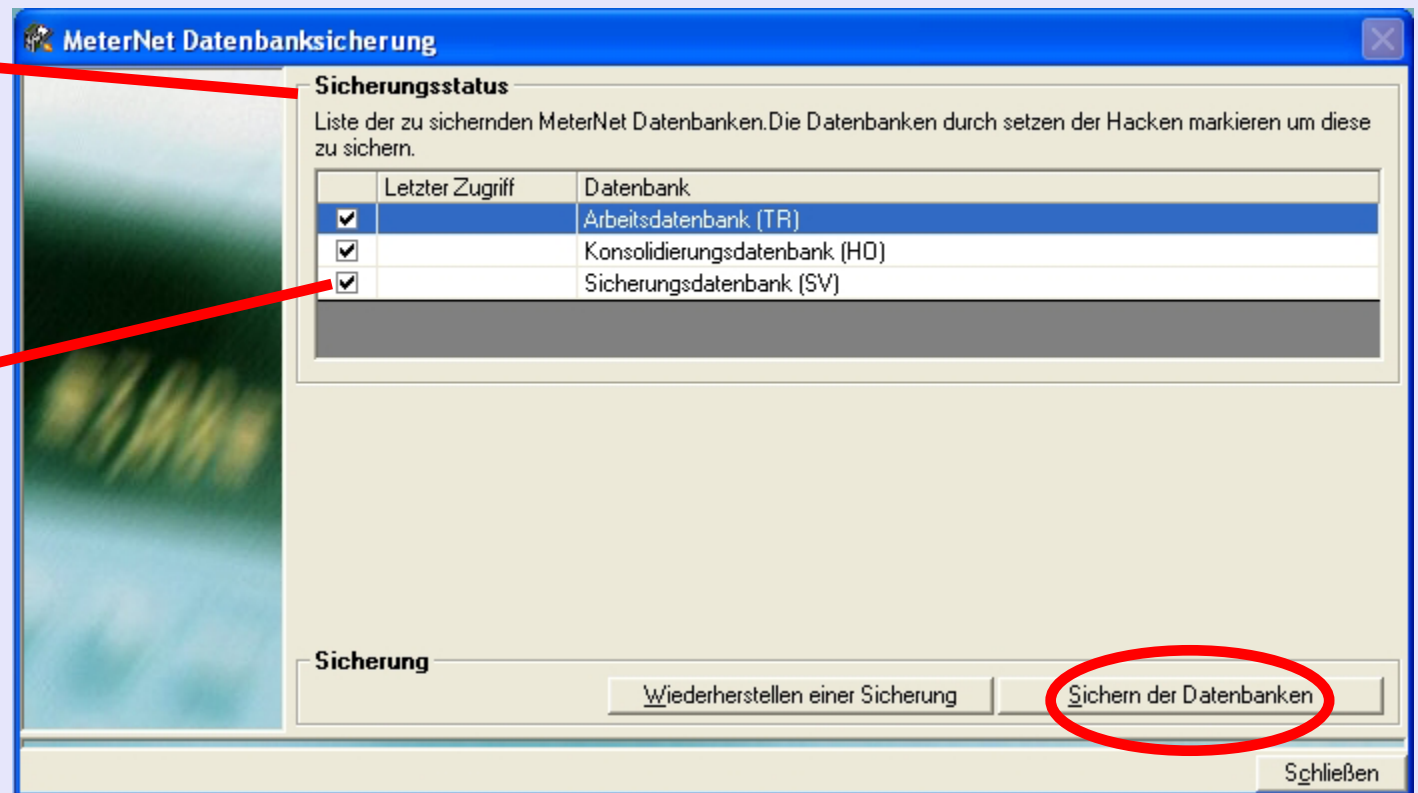 MeterNet Datenbanksicherung
Sicherungsstatus
Liste der zu sichernden MeterNet Datenbanken.Die Datenbanken durch setzen der Hacken markieren um diese
zu sichern.
Letzter Zugriff Datenbank
Arbeitsdatenbank (TR)
Konsolidierungsdatenbank (HO)
Sicherungsdatenbank (SV)
Sicherung
Wiederherstellen einer Sicherung Sichern der Datenbanken
Schließen